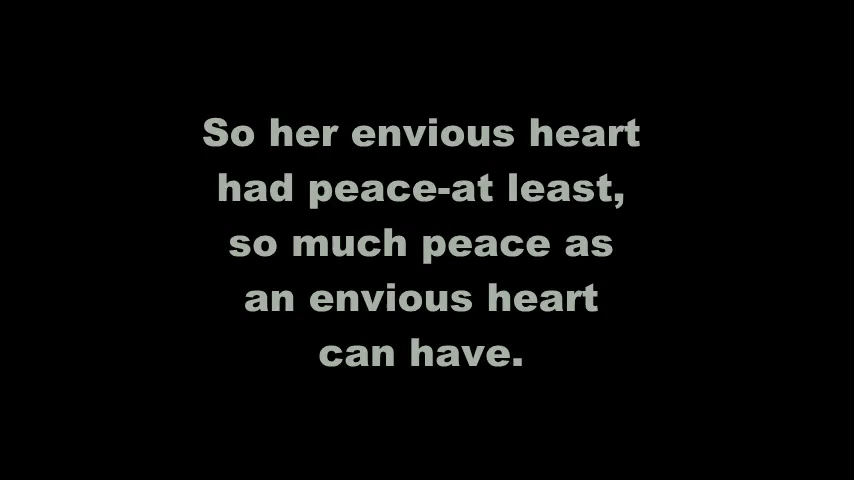 So her envious heart
had peace-at least,
so much peace as
an envious heart
can have.